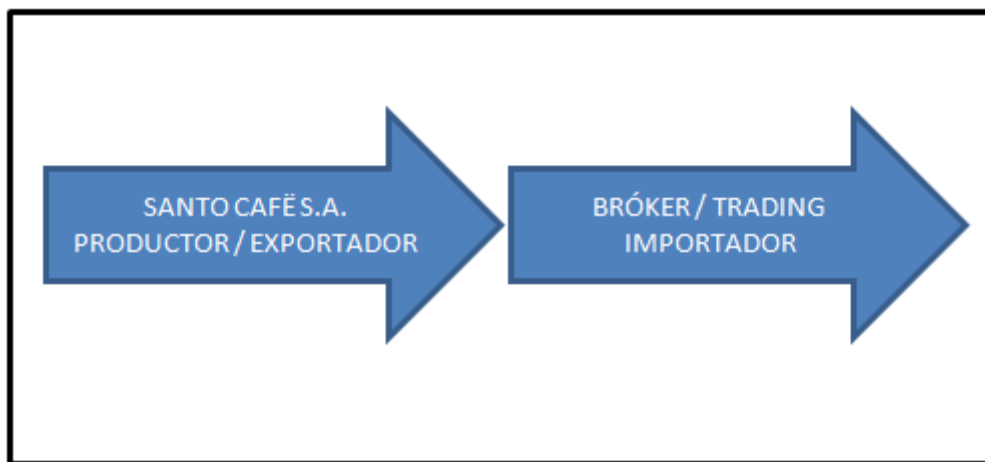 SANTO CAFË S.A.
PRODUCTOR / EXPORTADOR
BRÓKER / TRADING
IMPORTADOR